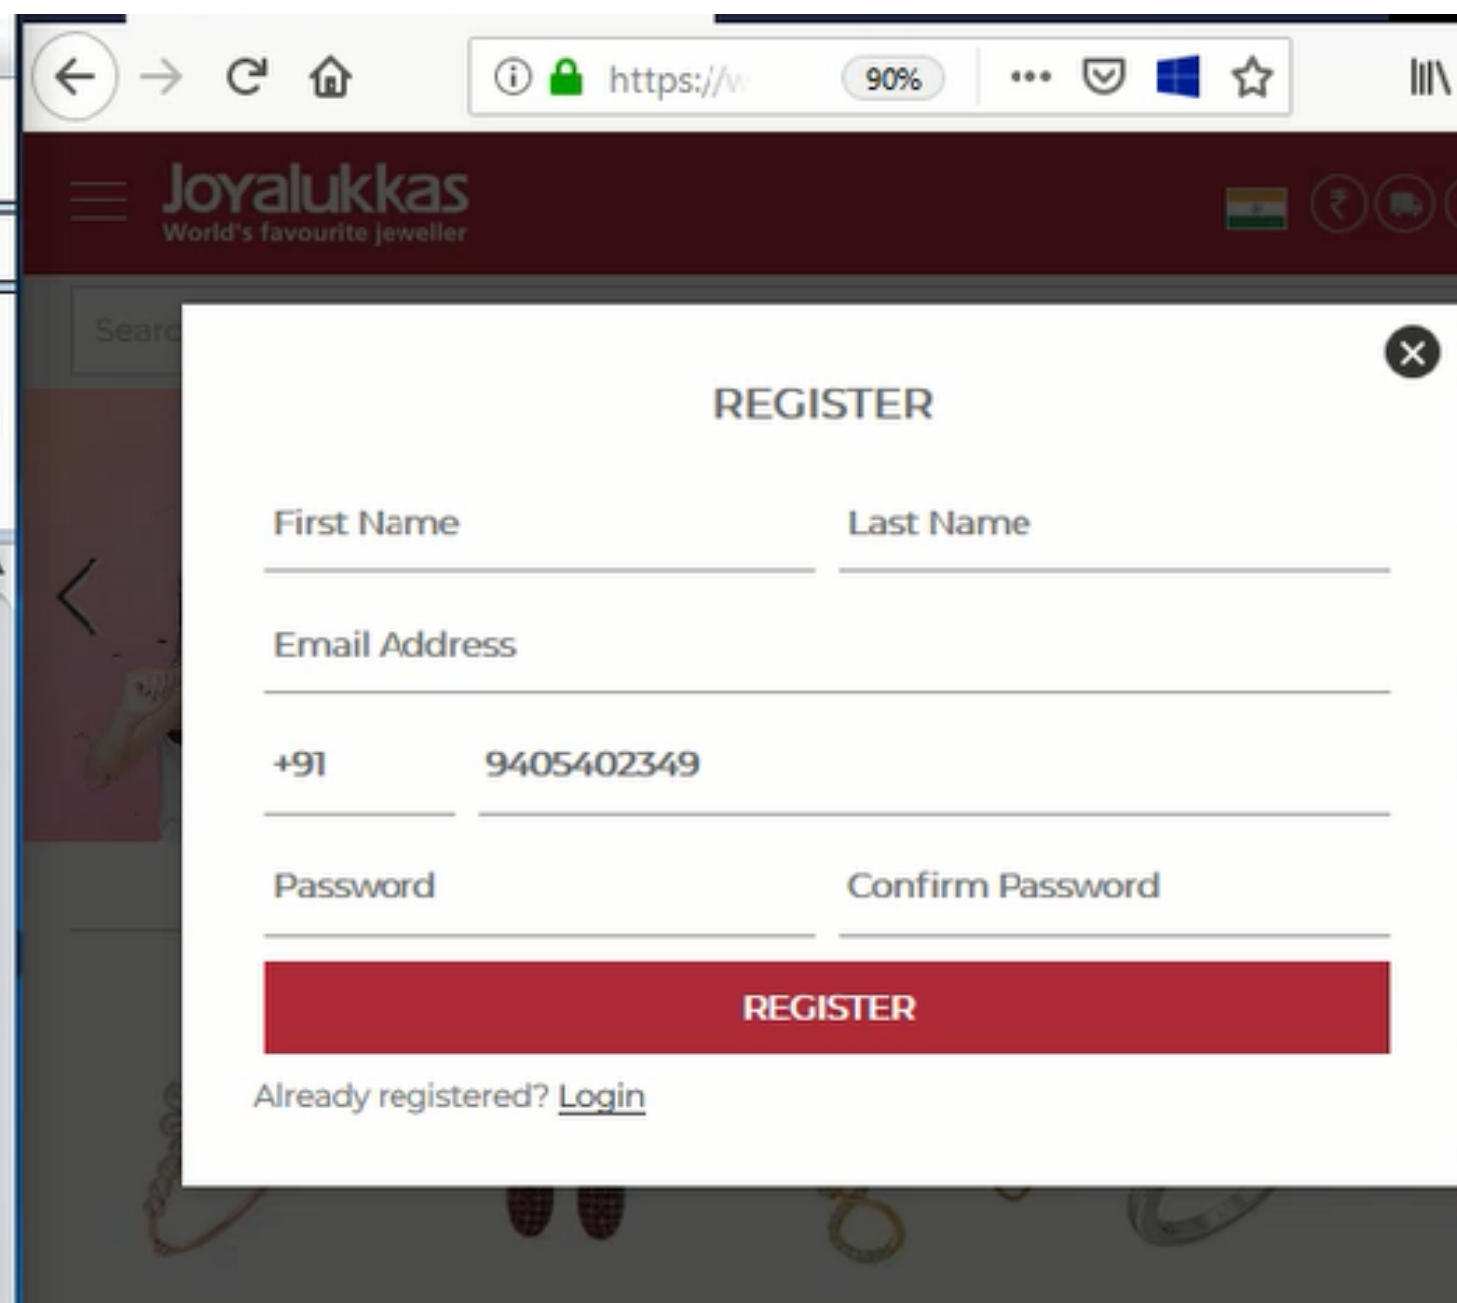 https://w
90%
Joyalukkas
World's favourite jeweller
Searc
REGISTER
First Name
Last Name
Email Address
+91
9405402349
Password
Confirm Password
REGISTER
Already registered? Login